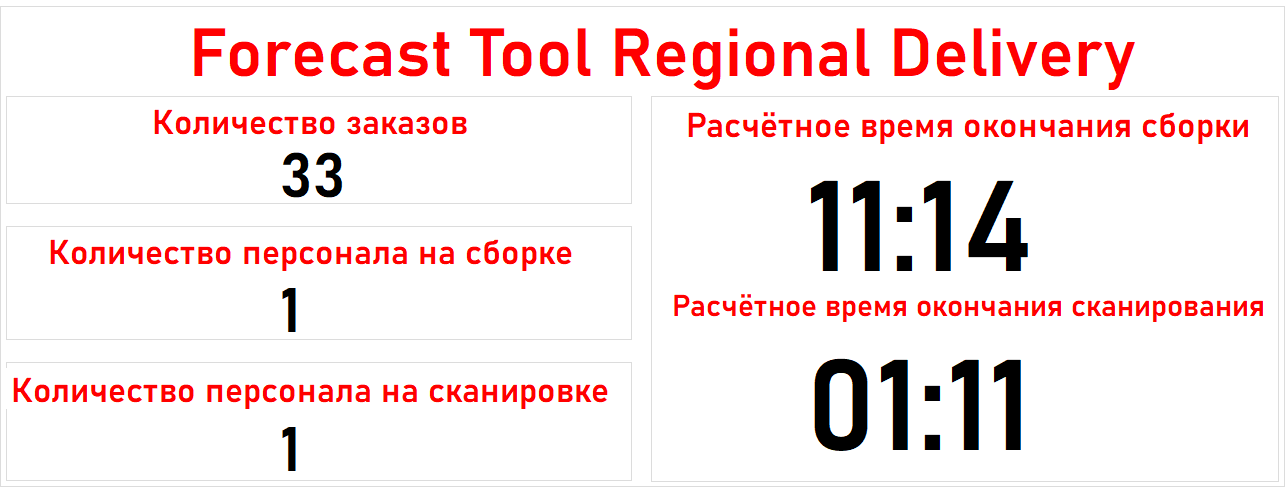 Forecast Tool Regional Delivery
Количество заказов
33
Количество персонала на сборке
1
Количество персонала на сканировке
1
Расчётное время окончания сборки
11:14
Расчётное время окончания сканирования
01:11